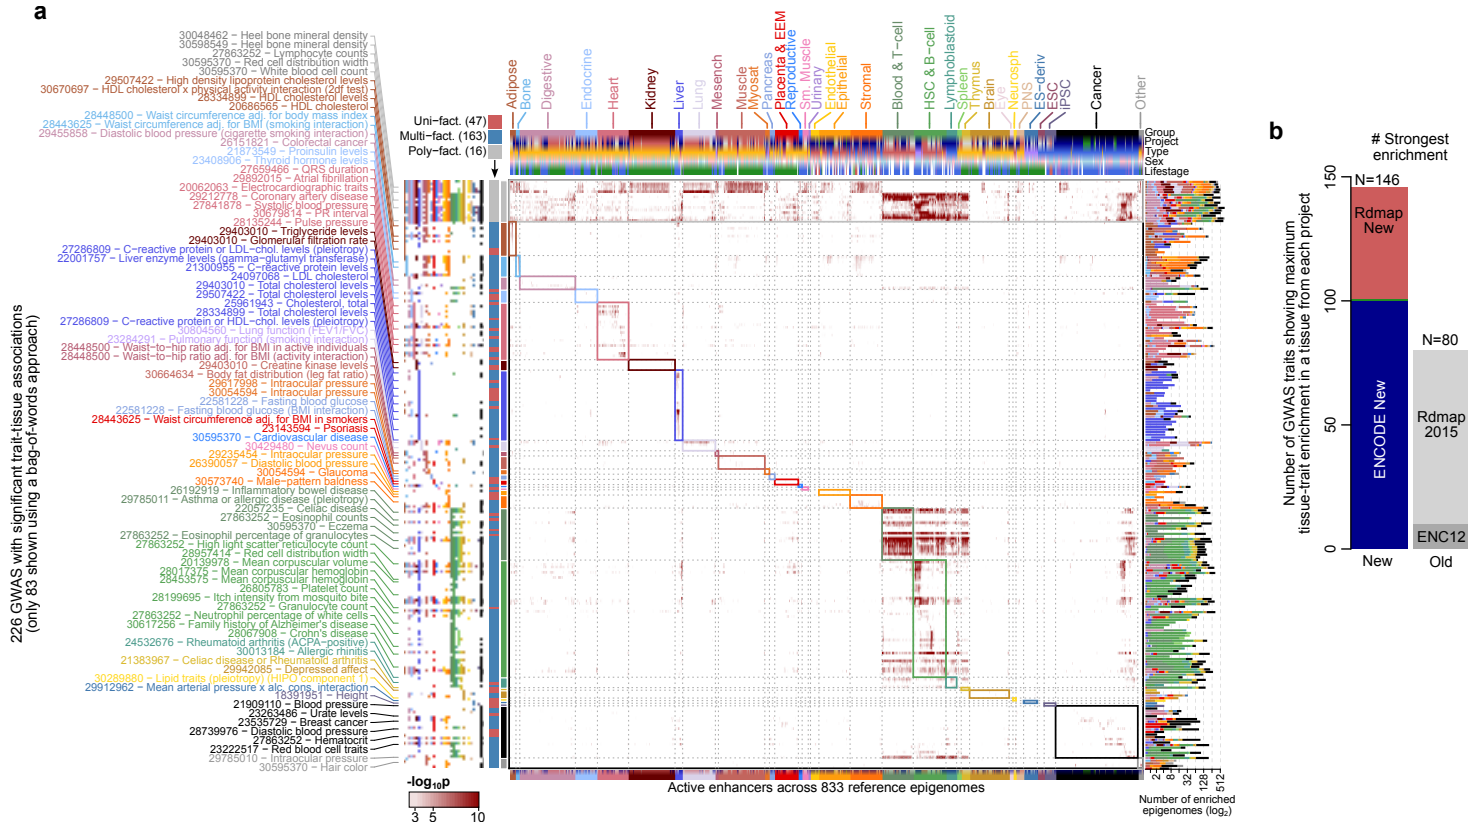 a
30048462 − Heel bone mineral density
30598549 − Heel bone mineral density
27863252 − Lymphocyte counts
30595370 − Red cell distribution width
30595370 − White blood cell count
29507422 − High density lipoprotein cholesterol levels
30670697 − HDL cholesterol x physical activity interaction (2df test)
28334899 − HDL cholesterol levels
20686565 − HDL cholesterol
28448500 − Waist circumference adj. for body mass index
28443625 − Waist circumference adj. for BMI (smoking interaction)
29455858 − Diastolic blood pressure (cigarette smoking interaction)
26151821 − Colorectal cancer
21873549 − Proinsulin levels
23408906 − Thyroid hormone levels
27659466 − QRS duration
29892015 − Atrial fibrillation
20062063 − Electrocardiographic traits
29212778 − Coronary artery disease
27841878 − Systolic blood pressure
30679814 − PR interval
28135244 − Pulse pressure
29403010 − Triglyceride levels
29403010 − Glomerular filtration rate
27286809 − C−reactive protein or LDL−chol. levels (pleiotropy)
22001757 − Liver enzyme levels (gamma−glutamyl transferase)
21300955 − C−reactive protein levels
24097068 − LDL cholesterol
29403010 − Total cholesterol levels
29507422 − Total cholesterol levels
25961943 − Cholesterol, total
28334899 − Total cholesterol levels
27286809 − C−reactive protein or HDL−chol. levels (pleiotropy)
30804560 − Lung function (FEV1/FVC)
23284291 − Pulmonary function (smoking interaction)
28448500 − Waist−to−hip ratio adj. for BMI in active individuals
28448500 − Waist−to−hip ratio adj. for BMI (activity interaction)
29403010 − Creatine kinase levels
30664634 − Body fat distribution (leg fat ratio)
29617998 − Intraocular pressure
30054594 − Intraocular pressure
22581228 − Fasting blood glucose
22581228 − Fasting blood glucose (BMI interaction)
28443625 − Waist circumference adj. for BMI in smokers
23143594 − Psoriasis
30595370 − Cardiovascular disease
30429480 − Nevus count
29235454 − Intraocular pressure
26390057 − Diastolic blood pressure
30054594 − Glaucoma
30573740 − Male−pattern baldness
26192919 − Inflammatory bowel disease
29785011 − Asthma or allergic disease (pleiotropy)
22057235 − Celiac disease
27863252 − Eosinophil counts
30595370 − Eczema
27863252 − Eosinophil percentage of granulocytes
27863252 − High light scatter reticulocyte count
28957414 − Red cell distribution width
20139978 − Mean corpuscular volume
28017375 − Mean corpuscular hemoglobin
28453575 − Mean corpuscular hemoglobin
26805783 − Platelet count
28199695 − Itch intensity from mosquito bite
27863252 − Granulocyte count
27863252 − Neutrophil percentage of white cells
30617256 − Family history of Alzheimer's disease
28067908 − Crohn's disease
24532676 − Rheumatoid arthritis (ACPA−positive)
30013184 − Allergic rhinitis
21383967 − Celiac disease or Rheumatoid arthritis
29942085 − Depressed affect
30289880 − Lipid traits (pleiotropy) (HIPO component 1)
29912962 − Mean arterial pressure x alc. cons. interaction
18391951 − Height
21909110 − Blood pressure
23263486 − Urate levels
23535729 − Breast cancer
28739976 − Diastolic blood pressure
27863252 − Hematocrit
23222517 − Red blood cell traits
29785010 − Intraocular pressure
30595370 − Hair color
226 GWAS with significant trait-tissue associations
(only 83 shown using a bag-of-words approach)
Uni-fact. (47)
Multi-fact. (163)
Poly-fact. (16)
Adipose
Bone
Digestive
Endocrine
Heart
Kidney
Liver
Lung
Mesench
Muscle
Myosat
Pancreas
Placenta & EEM
Reproductive
Sm. Muscle
Urinary
Endothelial
Epithelial
Stromal
Blood & T−cell
HSC & B−cell
Lymphoblastoid
Spleen
Thymus
Brain
Eye
Neurosph
PNS
ES−deriv
ESC
iPSC
Cancer
Other
Group
Project
Type
Sex
Lifestage
-log10p
3 5 10
Active enhancers across 833 reference epigenomes
2 8 32 128 512
Number of enriched
epigenomes (log2)
b
# Strongest
enrichment
Number of GWAS traits showing maximum
tissue-trait enrichment in a tissue from each project
150
100
50
0
N=146
Rdmap
New
ENCODE New
New
N=80
Rdmap
2015
ENC12
Old